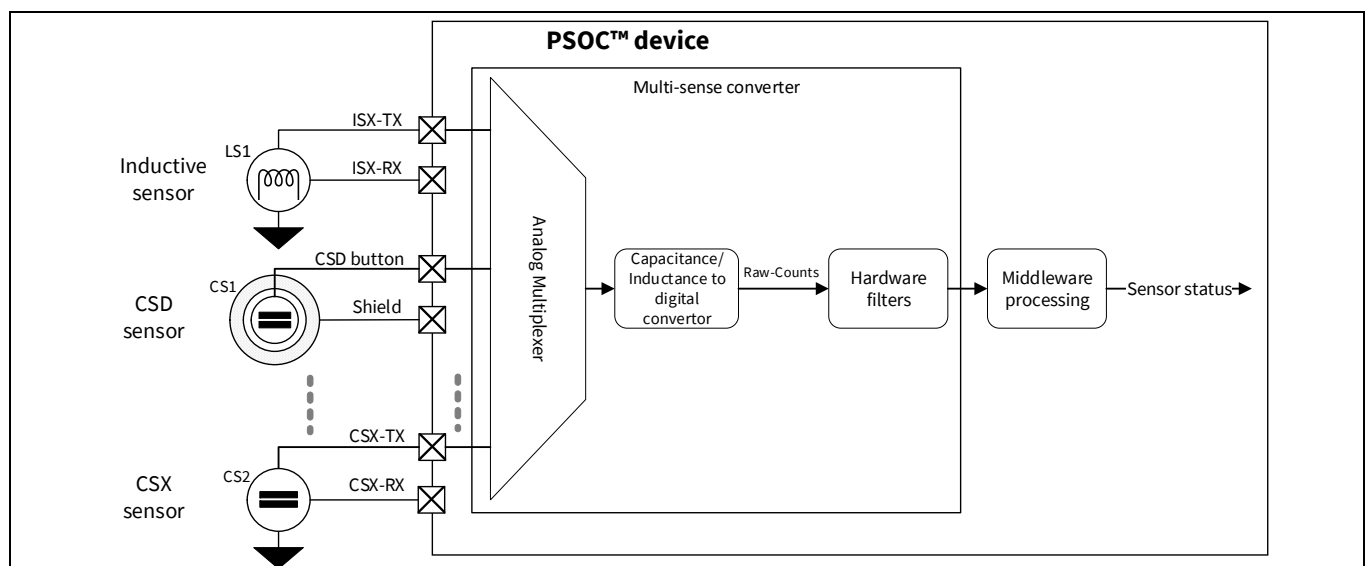 PSOC™ device
Multi-sense converter
ISX-TX
LS1
Inductive
sensor
ISX-RX
CSD button
CS1
CSD
sensor
Shield
Analog Multiplexer
Capacitance/
Inductance to
digital
convertor
Raw-Counts
Hardware
filters
Middleware
processing
Sensor status
CSX-TX
CS2
CSX
sensor
CSX-RX